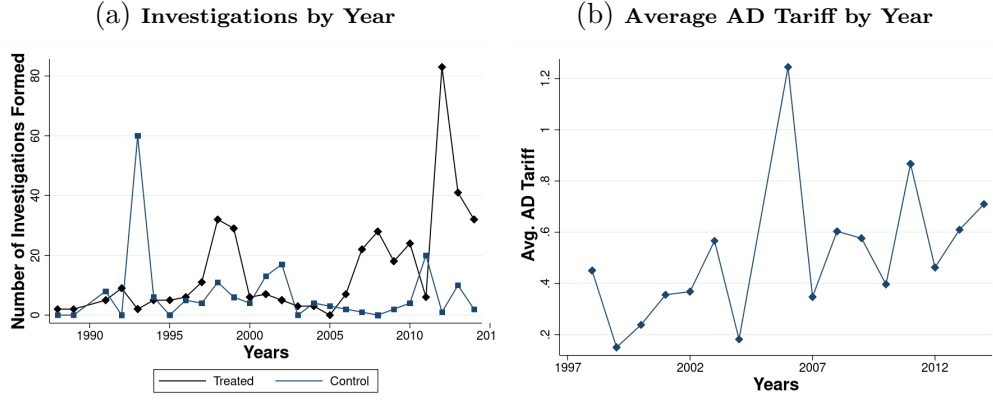 (a) Investigations by Year
Number of Investigations Formed
80
60
40
20
0
1990 1995 2000 2005 2010 201
Years
Treated Control
(b) Average AD Tariff by Year
Avg. AD Tariff
1.2
1
.8
.6
.4
.2
1997 2002 2007 2012
Years